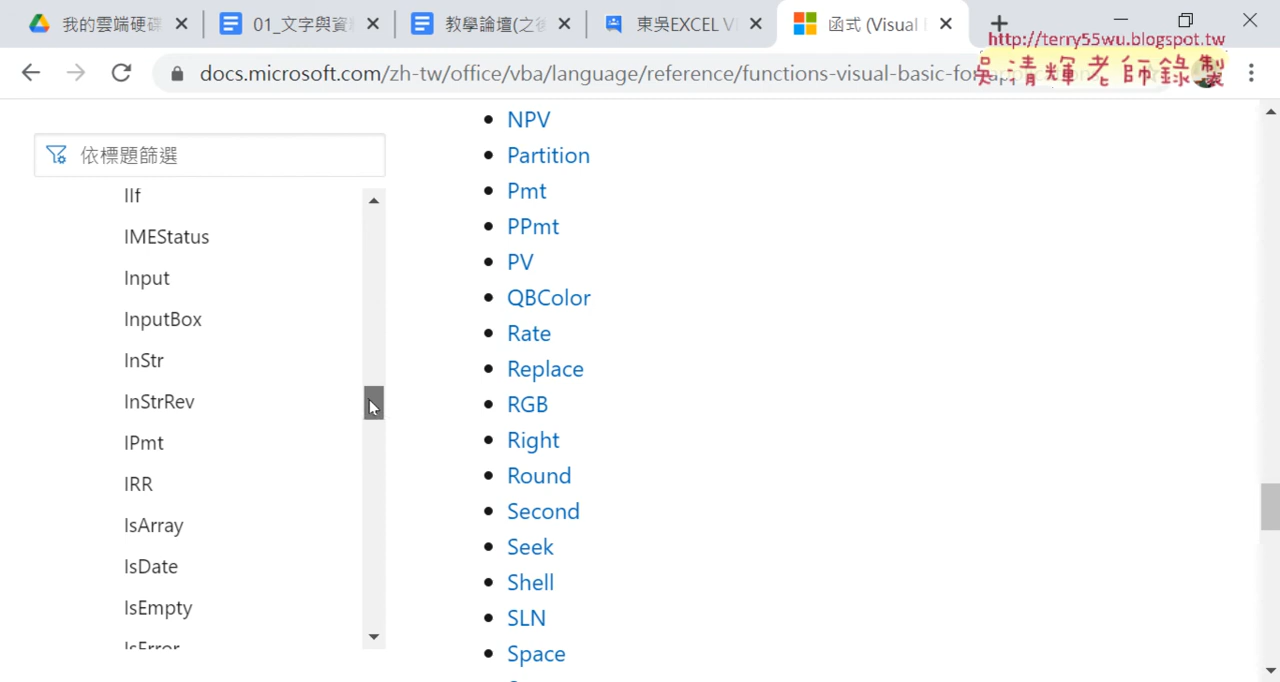 我的雲端硬碟
01_文字與資
教學論壇(之後
東吳EXCEL V
函式 (Visual
http://terry55wu.blogspot.tw
docs.microsoft.com/zh-tw/office/vba/language/reference/functions-visual-basic-for-
吳清輝老師錄製
依標題篩選
IIf
IMEStatus
Input
InputBox
InStr
InStrRev
IPmt
IRR
IsArray
IsDate
IsEmpty
IsError
NPV
Partition
Pmt
PPmt
PV
QBColor
Rate
Replace
RGB
Right
Round
Second
Seek
Shell
SLN
Space